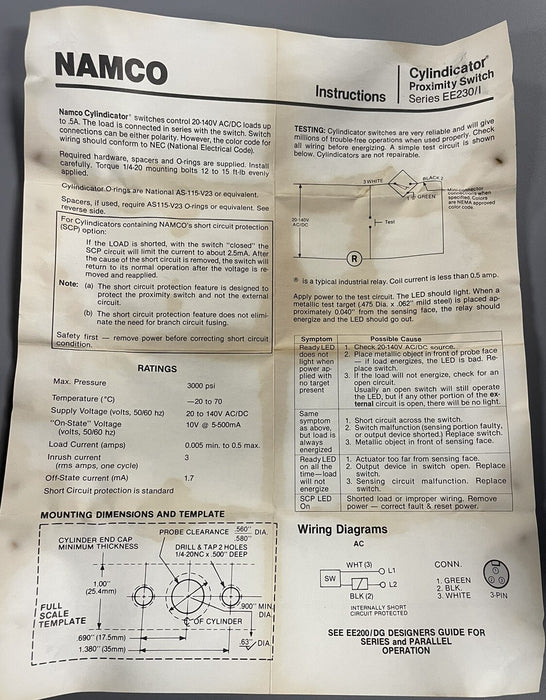 NAMCO
Instructions
Cylindicator®
Proximity Switch
Series EE230/I
Namco Cylindicator® switches control 20-140V AC/DC loads up
to .5A. The load is connected in series with the switch. Switch
connections can be either polarity. However, the color code for
wiring should conform to NEC (National Electrical Code).
Required hardware, spacers and O-rings are supplied. Install
carefully. Torque 1/4-20 mounting bolts 12 to 15 ft-lb evenly
applied.
Cylindicator O-rings are National AS-115-V23 or equivalent.
Spacers, if used, require AS115-V23 O-rings or equivalent. See
reverse side.
For Cylindicators containing NAMCO's short circuit protection
(SCP) option:
If the LOAD is shorted, with the switch "closed" the
SCP circuit will limit the current to about 2.5mA. After
the cause of the short circuit is removed, the switch will
return to its normal operation after the voltage is re-
moved and reapplied.
Note: (a) The short circuit protection feature is designed to
protect the proximity switch and not the external
circuit.
(b) The short circuit protection feature does not elimi-
nate the need for branch circuit fusing.
Safety first — remove power before correcting short circuit
condition.
RATINGS
Max. Pressure 3000 psi
Temperature (°C) —20 to 70
Supply Voltage (volts, 50/60 hz) 20 to 140V AC/DC
"On-State" Voltage 10V @ 5-500mA
(volts, 50/60 hz)
Load Current (amps) 0.005 min. to 0.5 max.
Inrush current 3
(rms amps, one cycle)
Off-State current (mA) 1.7
Short Circuit protection is standard
MOUNTING DIMENSIONS AND TEMPLATE
CYLINDER END CAP
MINIMUM THICKNESS
PROBE CLEARANCE .560" DIA.
.580"
DRILL & TAP 2 HOLES
1/4-20NC x .500" DEEP
1.00"
(25.4mm)
FULL
SCALE
TEMPLATE
.900" MIN.
DIA.
℄ OF CYLINDER
.690" (17.5mm)
.63" DIA.
1.380" (35mm)
TESTING: Cylindicator switches are very reliable and will give
millions of trouble-free operations when used properly. Check
all wiring before energizing. A simple test circuit is shown
below. Cylindicators are not repairable.
3 WHITE
BLACK 2
1 GREEN
Mini-connector
connections when
specified. Colors
are NEMA approved
color code.
20-140V
AC/DC
Test
R
® is a typical industrial relay. Coil current is less than 0.5 amp.
Apply power to the test circuit. The LED should light. When a
metallic test target (.475 Dia. x .062" mild steel) is placed ap-
proximately 0.040" from the sensing face, the relay should
energize and the LED should go out.
Symptom Possible Cause
Ready LED
does not
light when
power ap-
plied with
no target
present
1. Check 20-140V AC/DC source.
2. Place metallic object in front of probe face
— if load energizes, the LED is bad. Re-
place switch.
3. If the load will not energize, check for an
open circuit.
Usually an open switch will still operate
the LED, but if any other portion of the ex-
ternal circuit is open, there will be no light.
Same
symptom
as above,
but load is
always
energized
1. Short circuit across the switch.
2. Switch malfunction (sensing portion faulty,
or output device shorted.) Replace switch.
3. Metallic object in front of sensing face.
Ready LED
on all the
time—load
will not
energize
1. Actuator too far from sensing face.
2. Output device in switch open. Replace
switch.
3. Sensing circuit malfunction. Replace
switch.
SCP LED
On
Shorted load or improper wiring. Remove
power — correct fault & reset power.
Wiring Diagrams
AC
SW
WHT (3)
L1
L2
BLK (2)
INTERNALLY SHORT
CIRCUIT PROTECTED
CONN.
1. GREEN
2. BLK.
3. WHITE
3-PIN
SEE EE200/DG DESIGNERS GUIDE FOR
SERIES and PARALLEL
OPERATION